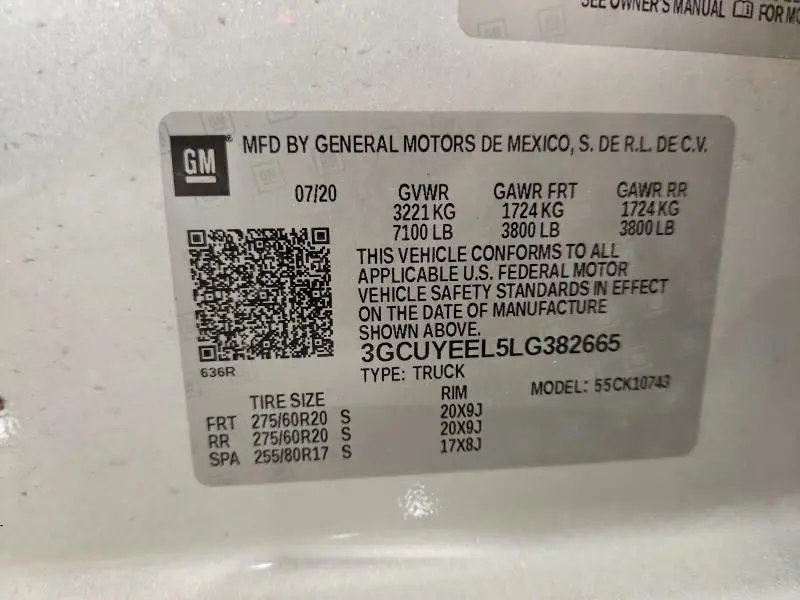 SEE OWNER'S MANUAL FOR
GM
MFD BY GENERAL MOTORS DE MEXICO, S. DE R.L. DE C.V.
07/20 GVWR GAWR FRT GAWR RR
3221 KG 1724 KG 1724 KG
7100 LB 3800 LB 3800 LB
THIS VEHICLE CONFORMS TO ALL
APPLICABLE U.S. FEDERAL MOTOR
VEHICLE SAFETY STANDARDS IN EFFECT
ON THE DATE OF MANUFACTURE
SHOWN ABOVE.
3GCUYEEL5LG382665
636R
TYPE: TRUCK MODEL: 55CK10743
TIRE SIZE RIM
FRT 275/60R20 S 20X9J
RR 275/60R20 S 20X9J
SPA 255/80R17 S 17X8J